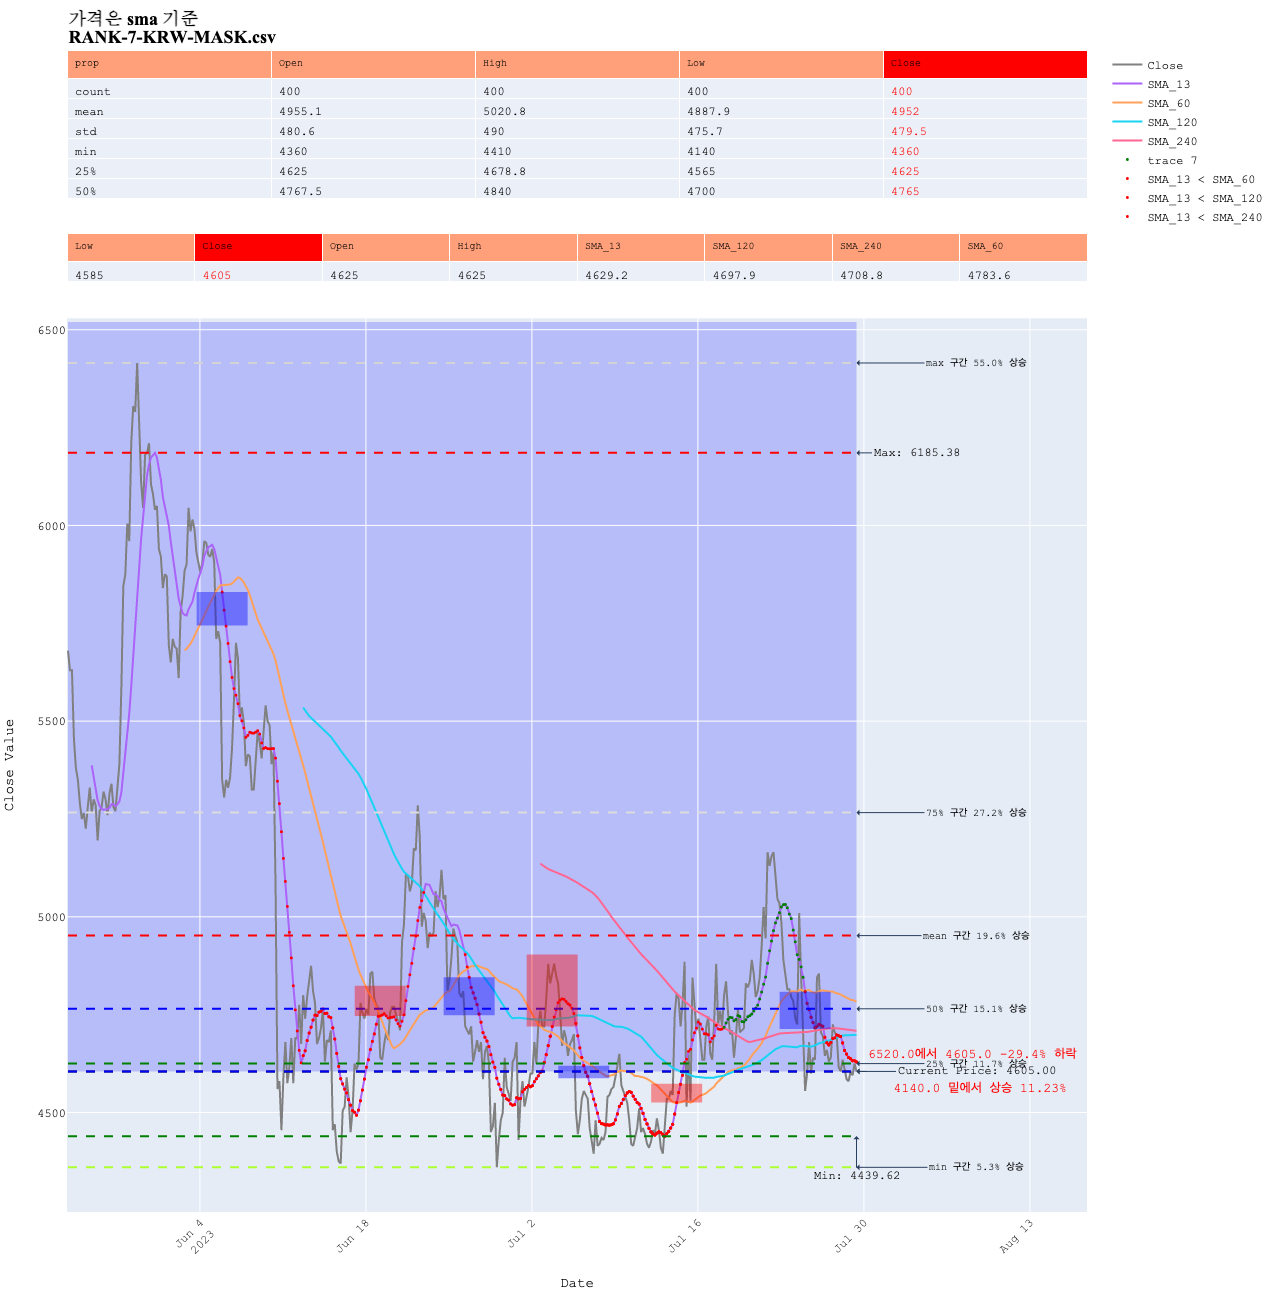 가격은 sma 기준
RANK-7-KRW-MASK.csv
prop Open High Low Close
count 400 400 400 400
mean 4955.1 5020.8 4887.9 4952
std 480.6 490 475.7 479.5
min 4360 4410 4140 4360
25% 4625 4678.8 4565 4625
50% 4767.5 4840 4700 4765
Low Close Open High SMA_13 SMA_120 SMA_240 SMA_60
4585 4605 4625 4625 4629.2 4697.9 4708.8 4783.6
Close
SMA_13
SMA_60
SMA_120
SMA_240
trace 7
SMA_13 < SMA_60
SMA_13 < SMA_120
SMA_13 < SMA_240
6500
6000
5500
5000
4500
Close Value
max 구간 55.0% 상승
Max: 6185.38
75% 구간 27.2% 상승
mean 구간 19.6% 상승
50% 구간 15.1% 상승
6520.0에서 4605.0 -29.4% 하락
25% 구간 11.7% 상승
Current Price: 4605.00
4140.0 밑에서 상승 11.23%
min 구간 5.3% 상승
Min: 4439.62
Jun 4
2023
Jun 18
Jul 2
Jul 16
Jul 30
Aug 13
Date